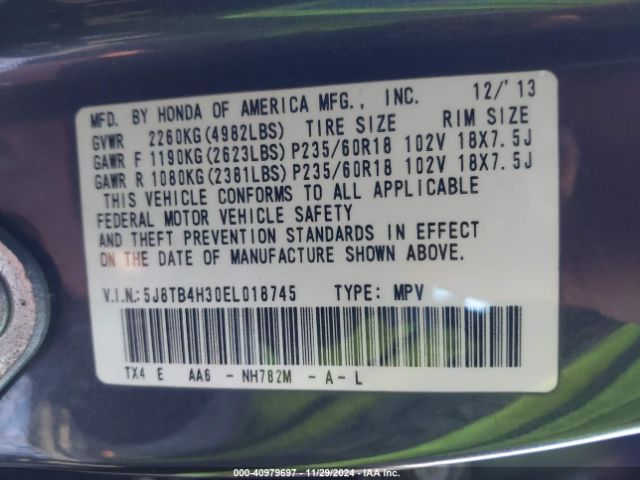 MFD. BY HONDA OF AMERICA MFG., INC. 12/'13
GVWR 2260KG(4982LBS) TIRE SIZE RIM SIZE
GAWR F 1190KG(2623LBS)P235/60R18 102V 18X7.5J
GAWR R 1080KG(2381LBS)P235/60R18 102V 18X7.5J
THIS VEHICLE CONFORMS TO ALL APPLICABLE
FEDERAL MOTOR VEHICLE SAFETY
AND THEFT PREVENTION STANDARDS IN EFFECT
ON THE DATE OF MANUFACTURE SHOWN ABOVE.
V.I.N.: 5J8TB4H30EL018745 TYPE: MPV
TX4 E AA6 - NH782M - A - L
000-40979697 - 11/29/2024 - IAA Inc.